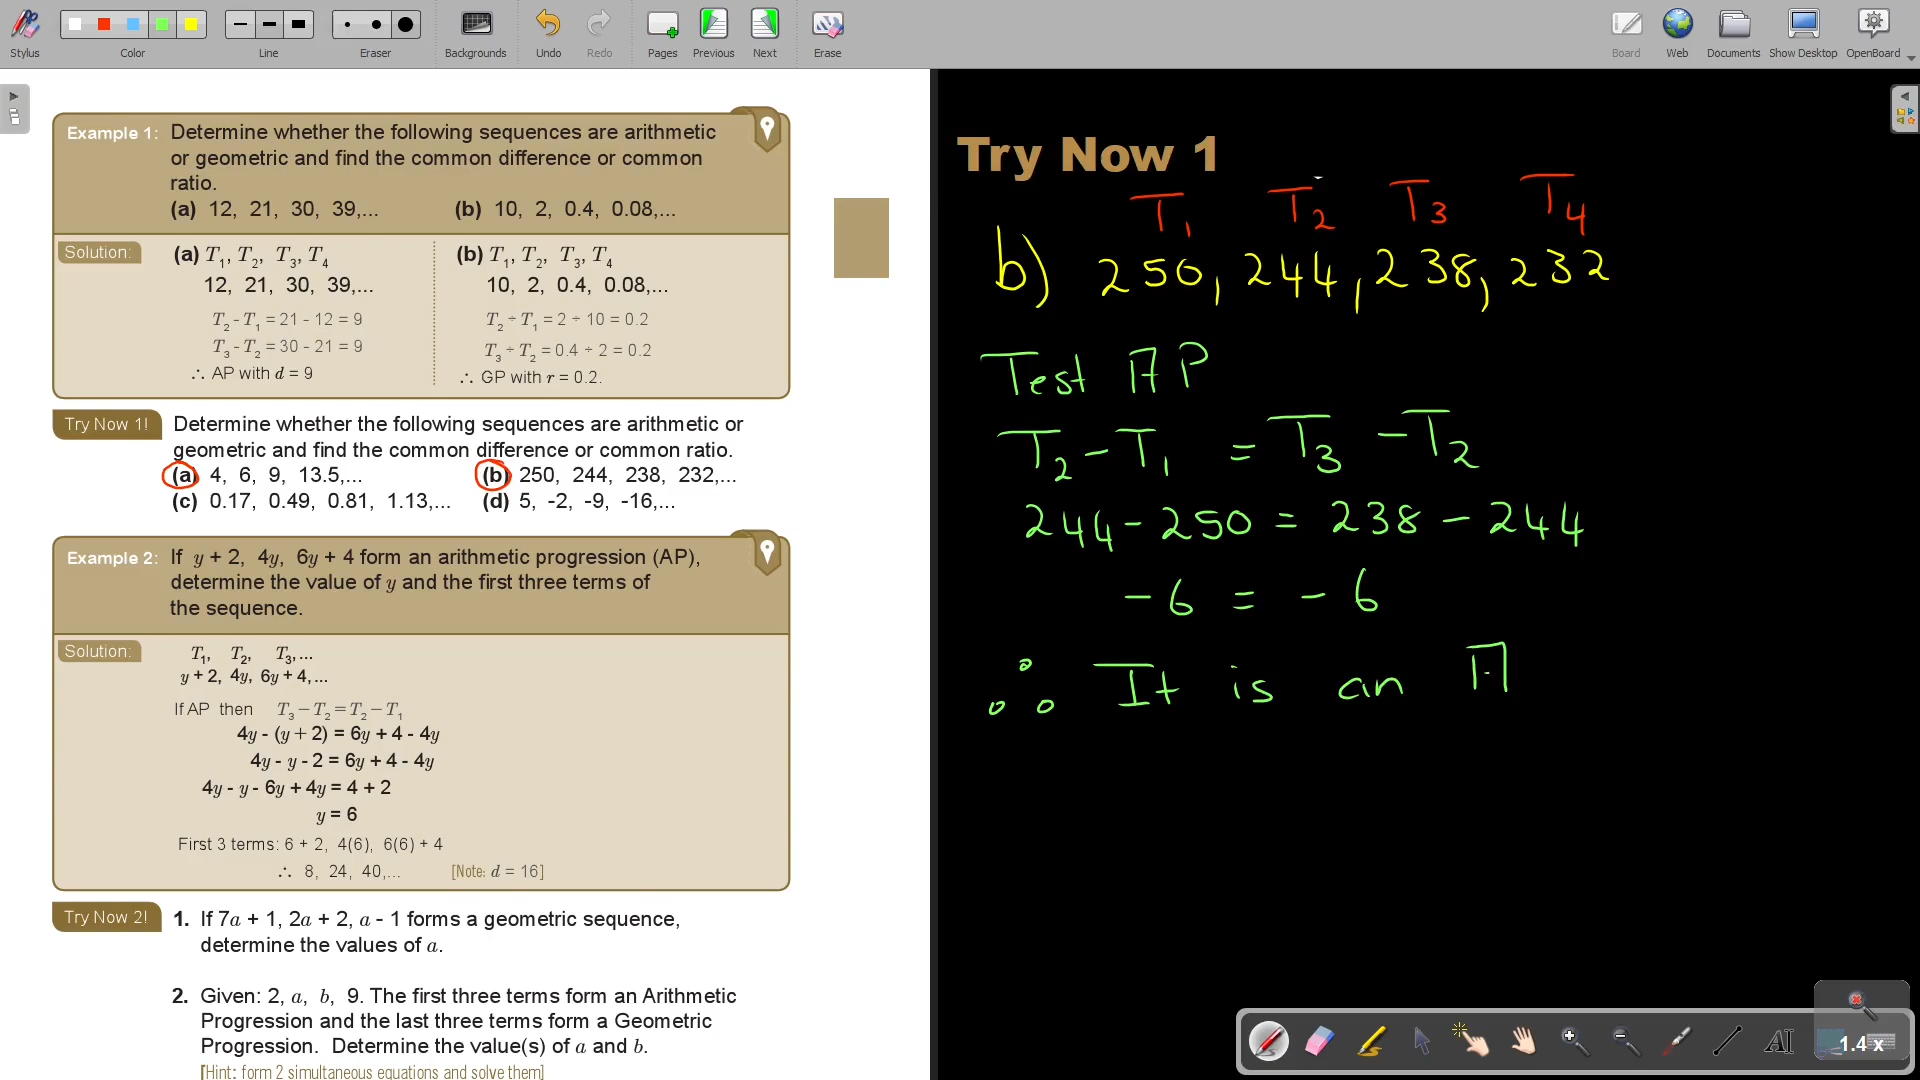 Stylus Color Line Eraser Backgrounds Undo Redo Pages Previous Next Erase Board Web Documents Show Desktop OpenBoard
Example 1: Determine whether the following sequences are arithmetic
or geometric and find the common difference or common
ratio.
(a) 12, 21, 30, 39,... (b) 10, 2, 0.4, 0.08,...
Solution: (a) T₁, T₂, T₃, T₄ (b) T₁, T₂, T₃, T₄
12, 21, 30, 39,... 10, 2, 0.4, 0.08,...
T₂ - T₁ = 21 - 12 = 9 T₂ ÷ T₁ = 2 ÷ 10 = 0.2
T₃ - T₂ = 30 - 21 = 9 T₃ ÷ T₂ = 0.4 ÷ 2 = 0.2
∴ AP with d = 9 ∴ GP with r = 0.2.
Try Now 1! Determine whether the following sequences are arithmetic or
geometric and find the common difference or common ratio.
(a) 4, 6, 9, 13.5,... (b) 250, 244, 238, 232,...
(c) 0.17, 0.49, 0.81, 1.13,... (d) 5, -2, -9, -16,...
Example 2: If y + 2, 4y, 6y + 4 form an arithmetic progression (AP),
determine the value of y and the first three terms of
the sequence.
Solution: T₁, T₂, T₃,...
y + 2, 4y, 6y + 4,...
If AP then T₃ − T₂ = T₂ − T₁
4y - (y + 2) = 6y + 4 - 4y
4y - y - 2 = 6y + 4 - 4y
4y - y - 6y + 4y = 4 + 2
y = 6
First 3 terms: 6 + 2, 4(6), 6(6) + 4
∴ 8, 24, 40,... [Note: d = 16]
Try Now 2! 1. If 7a + 1, 2a + 2, a - 1 forms a geometric sequence,
determine the values of a.
2. Given: 2, a, b, 9. The first three terms form an Arithmetic
Progression and the last three terms form a Geometric
Progression. Determine the value(s) of a and b.
[Hint: form 2 simultaneous equations and solve them]
Try Now 1
T₁ T₂ T₃ T₄
b) 250, 244, 238, 232
Test AP
T₂ - T₁ = T₃ - T₂
244 - 250 = 238 - 244
- 6 = - 6
∴ It is an A
AI 1.4 x